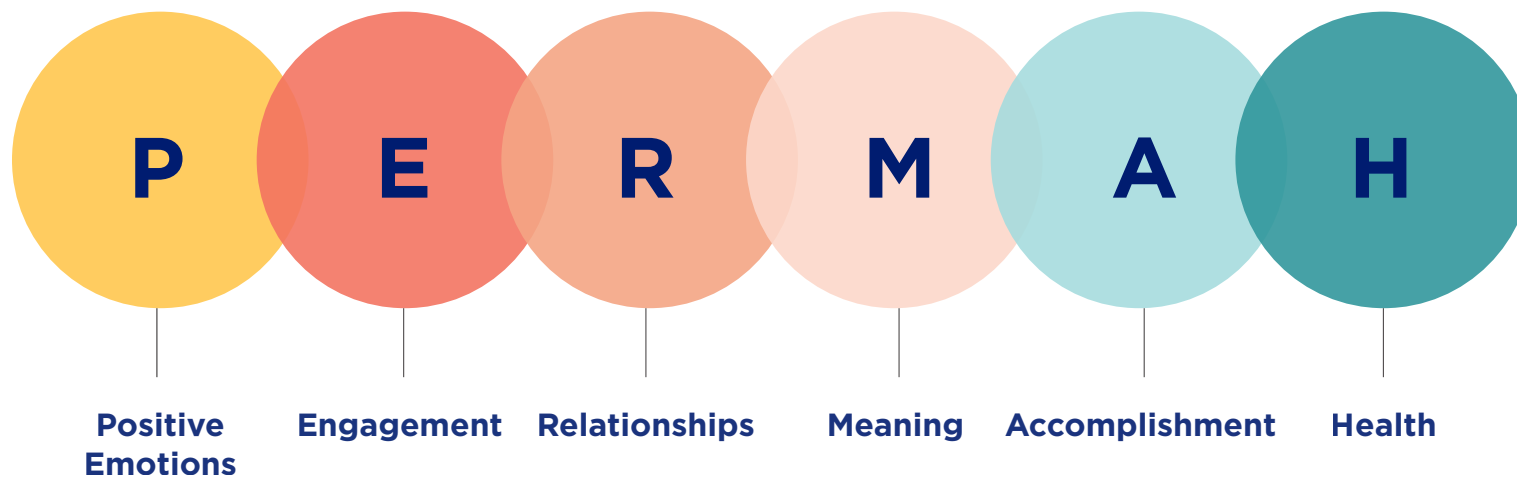 P E R M A H
Positive Emotions
Engagement
Relationships
Meaning
Accomplishment
Health